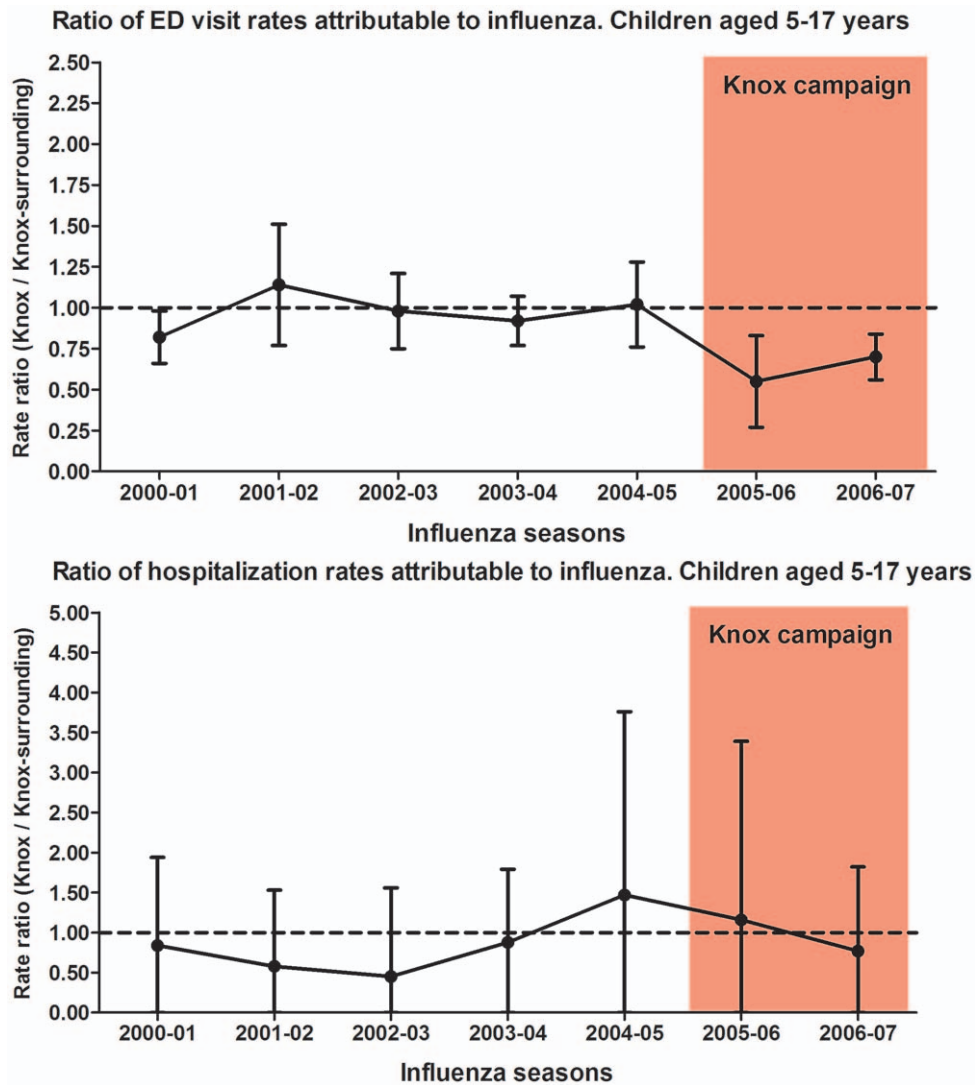 Ratio of ED visit rates attributable to influenza. Children aged 5-17 years
Knox campaign
Rate ratio (Knox / Knox-surrounding)
2.50
2.25
2.00
1.75
1.50
1.25
1.00
0.75
0.50
0.25
0.00
2000-01 2001-02 2002-03 2003-04 2004-05 2005-06 2006-07
Influenza seasons
Ratio of hospitalization rates attributable to influenza. Children aged 5-17 years
Knox campaign
Rate ratio (Knox / Knox-surrounding)
5.00
4.50
4.00
3.50
3.00
2.50
2.00
1.50
1.00
0.50
0.00
2000-01 2001-02 2002-03 2003-04 2004-05 2005-06 2006-07
Influenza seasons